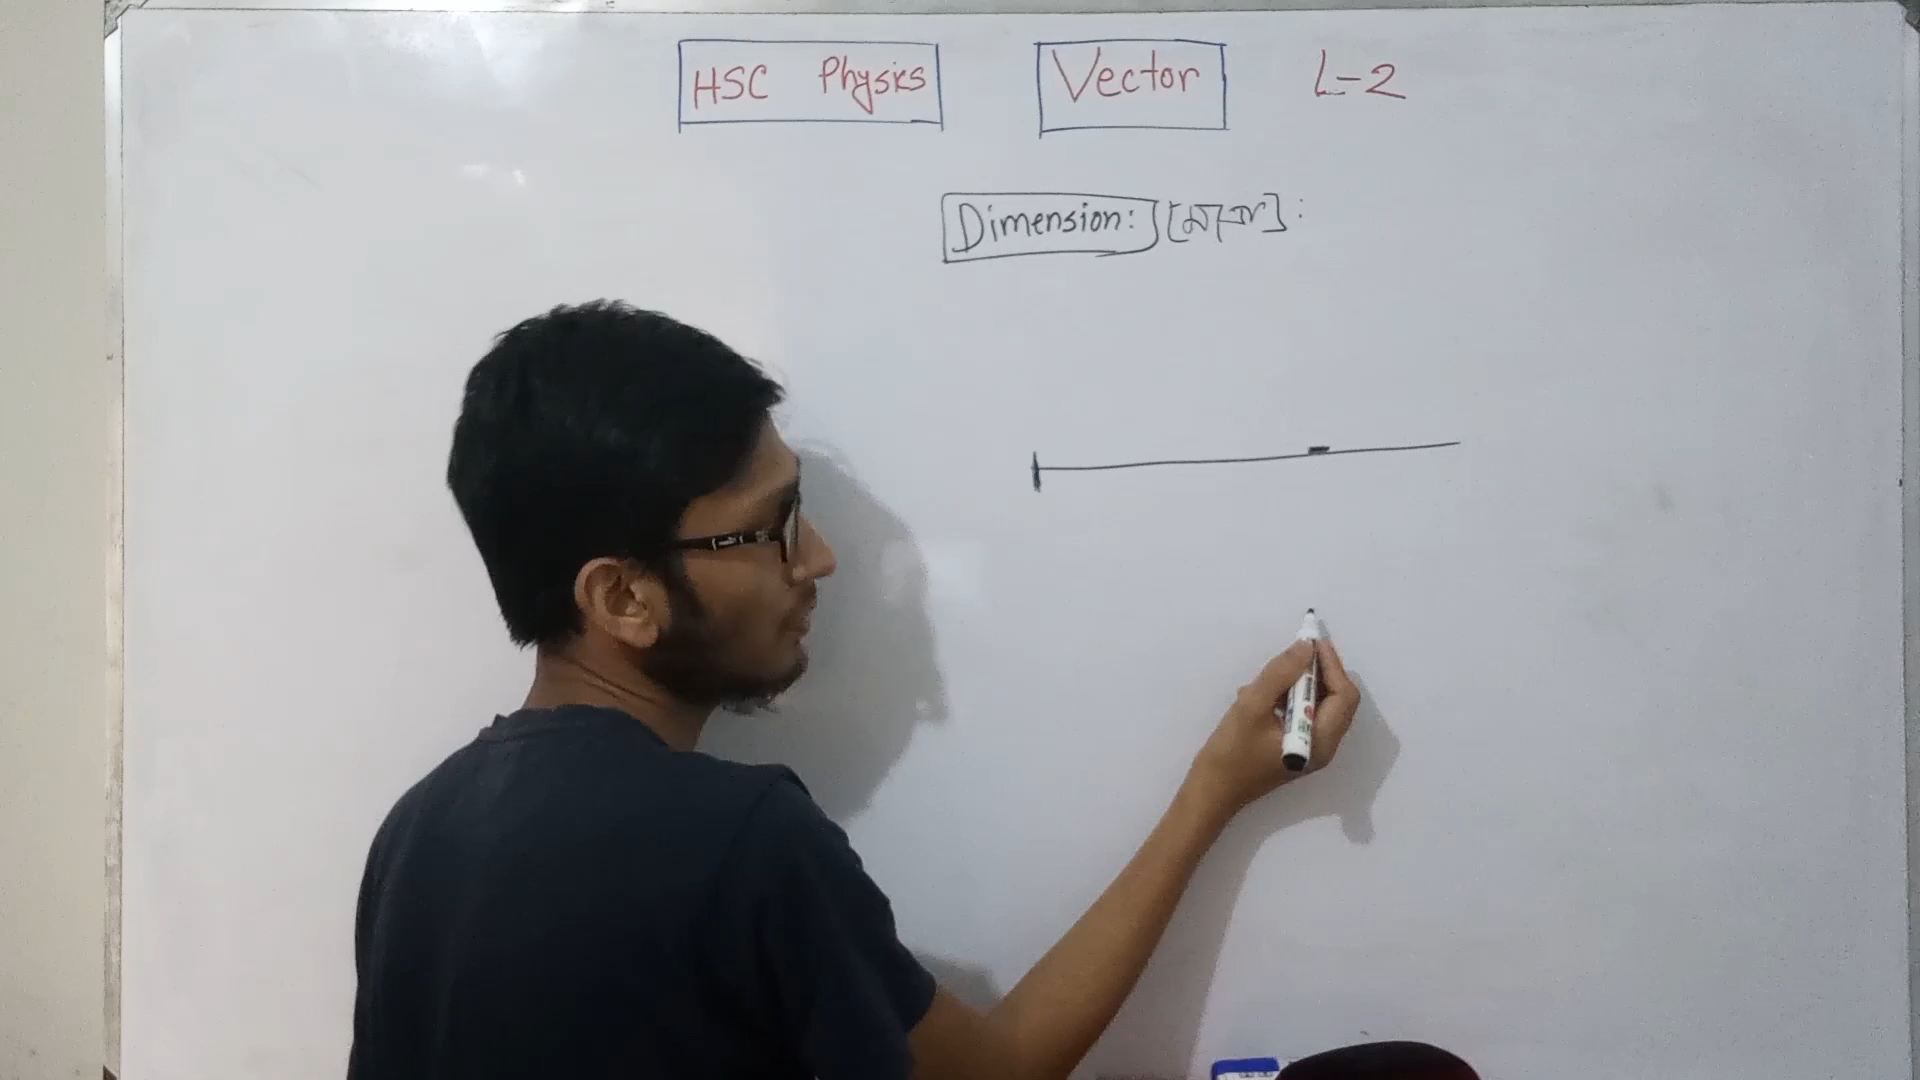 HSC Physics Vector L-2
Dimension: [মাত্রা]: